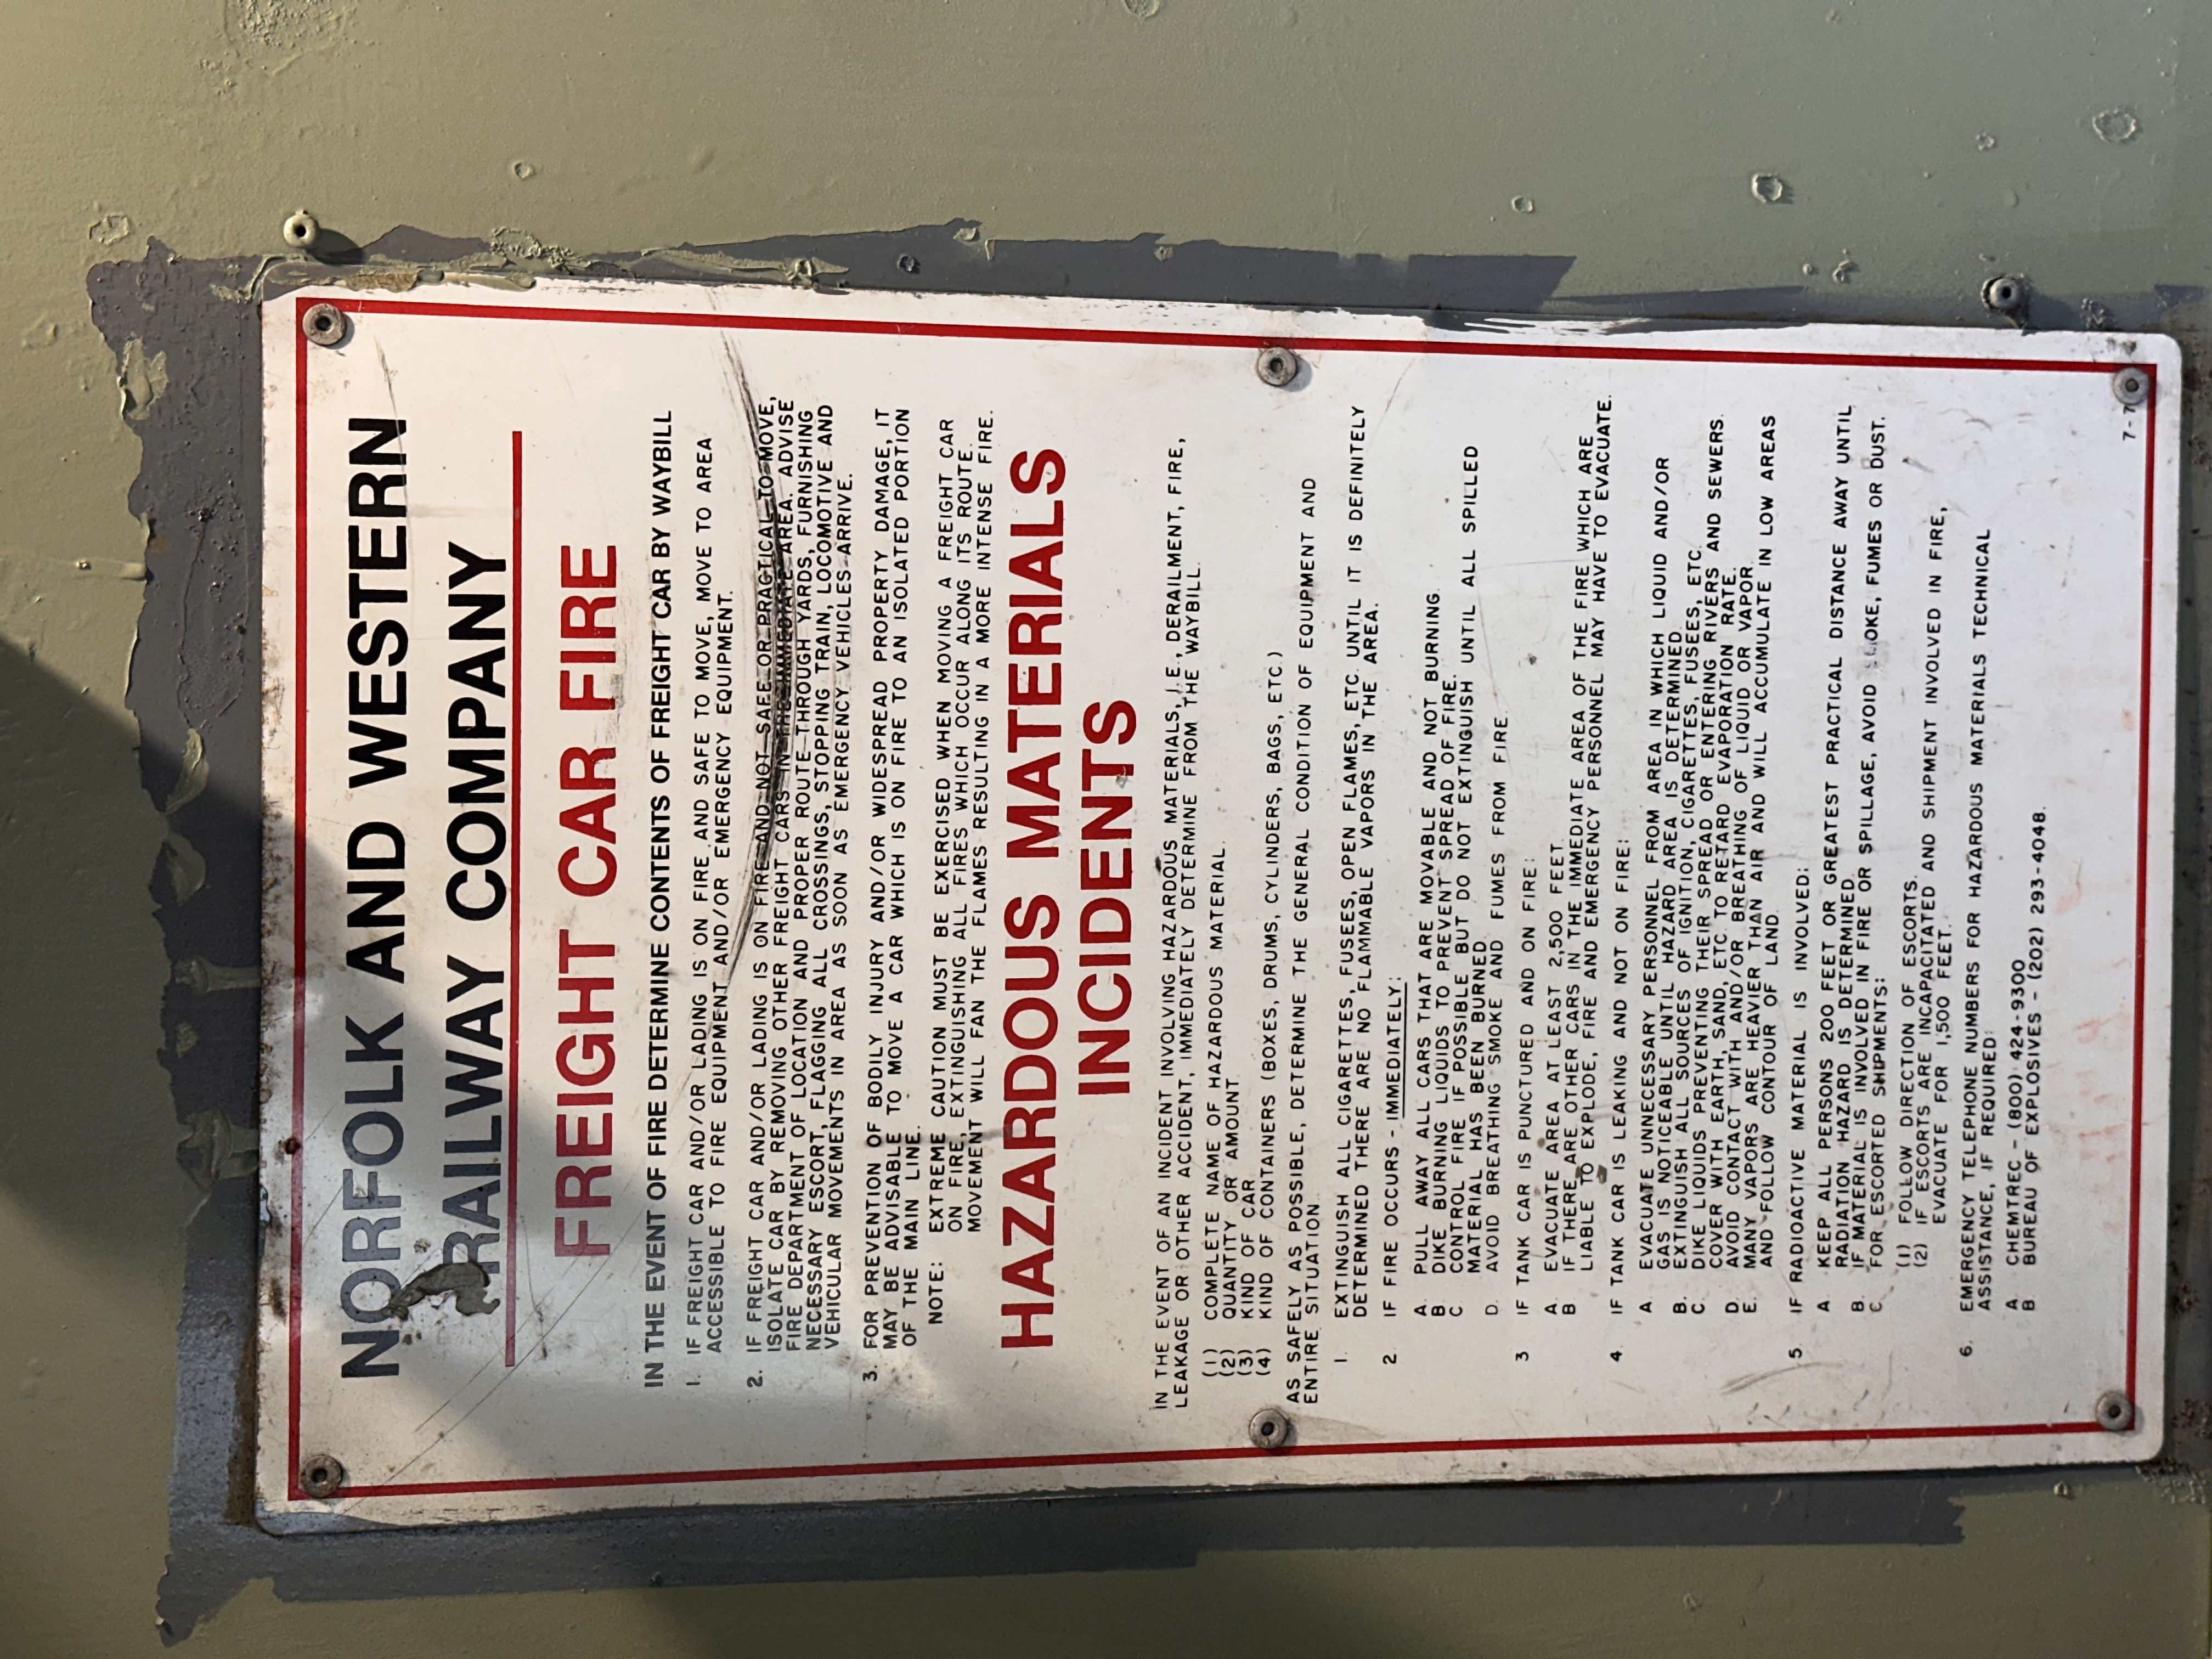 NORFOLK AND WESTERN
RAILWAY COMPANY
FREIGHT CAR FIRE
IN THE EVENT OF FIRE DETERMINE CONTENTS OF FREIGHT CAR BY WAYBILL
1. IF FREIGHT CAR AND/OR LADING IS ON FIRE AND SAFE TO MOVE, MOVE TO AREA
ACCESSIBLE TO FIRE EQUIPMENT AND/OR EMERGENCY EQUIPMENT.
2. IF FREIGHT CAR AND/OR LADING IS ON FIRE AND NOT SAFE OR PRACTICAL TO MOVE,
ISOLATE CAR BY REMOVING OTHER FREIGHT CARS IN THE IMMEDIATE AREA. ADVISE
FIRE DEPARTMENT OF LOCATION AND PROPER ROUTE THROUGH YARDS, FURNISHING
NECESSARY ESCORT, FLAGGING ALL CROSSINGS, STOPPING TRAIN, LOCOMOTIVE AND
VEHICULAR MOVEMENTS IN AREA AS SOON AS EMERGENCY VEHICLES ARRIVE.
3. FOR PREVENTION OF BODILY INJURY AND/OR WIDESPREAD PROPERTY DAMAGE, IT
MAY BE ADVISABLE TO MOVE A CAR WHICH IS ON FIRE TO AN ISOLATED PORTION
OF THE MAIN LINE.
NOTE: EXTREME CAUTION MUST BE EXERCISED WHEN MOVING A FREIGHT CAR
ON FIRE, EXTINGUISHING ALL FIRES WHICH OCCUR ALONG ITS ROUTE.
MOVEMENT WILL FAN THE FLAMES RESULTING IN A MORE INTENSE FIRE.
HAZARDOUS MATERIALS
INCIDENTS
IN THE EVENT OF AN INCIDENT INVOLVING HAZARDOUS MATERIALS, I.E., DERAILMENT, FIRE,
LEAKAGE OR OTHER ACCIDENT, IMMEDIATELY DETERMINE FROM THE WAYBILL.
(1) COMPLETE NAME OF HAZARDOUS MATERIAL.
(2) QUANTITY OR AMOUNT
(3) KIND OF CAR
(4) KIND OF CONTAINERS (BOXES, DRUMS, CYLINDERS, BAGS, ETC.)
AS SAFELY AS POSSIBLE, DETERMINE THE GENERAL CONDITION OF EQUIPMENT AND
ENTIRE SITUATION.
1. EXTINGUISH ALL CIGARETTES, FUSEES, OPEN FLAMES, ETC. UNTIL IT IS DEFINITELY
DETERMINED THERE ARE NO FLAMMABLE VAPORS IN THE AREA.
2. IF FIRE OCCURS - IMMEDIATELY:
A. PULL AWAY ALL CARS THAT ARE MOVABLE AND NOT BURNING.
B. DIKE BURNING LIQUIDS TO PREVENT SPREAD OF FIRE.
C CONTROL FIRE IF POSSIBLE BUT DO NOT EXTINGUISH UNTIL ALL SPILLED
MATERIAL HAS BEEN BURNED.
D. AVOID BREATHING SMOKE AND FUMES FROM FIRE.
3 IF TANK CAR IS PUNCTURED AND ON FIRE:
A. EVACUATE AREA AT LEAST 2,500 FEET
B IF THERE ARE OTHER CARS IN THE IMMEDIATE AREA OF THE FIRE WHICH ARE
LIABLE TO EXPLODE, FIRE AND EMERGENCY PERSONNEL MAY HAVE TO EVACUATE.
4. IF TANK CAR IS LEAKING AND NOT ON FIRE:
A EVACUATE UNNECESSARY PERSONNEL FROM AREA IN WHICH LIQUID AND/OR
GAS IS NOTICEABLE UNTIL HAZARD AREA IS DETERMINED.
B. EXTINGUISH ALL SOURCES OF IGNITION, CIGARETTES, FUSEES, ETC.
C. DIKE LIQUIDS PREVENTING THEIR SPREAD OR ENTERING RIVERS AND SEWERS.
COVER WITH EARTH, SAND, ETC. TO RETARD EVAPORATION RATE.
D. AVOID CONTACT WITH AND/OR BREATHING OF LIQUID OR VAPOR
E. MANY VAPORS ARE HEAVIER THAN AIR AND WILL ACCUMULATE IN LOW AREAS
AND FOLLOW CONTOUR OF LAND.
5 IF RADIOACTIVE MATERIAL IS INVOLVED:
A KEEP ALL PERSONS 200 FEET OR GREATEST PRACTICAL DISTANCE AWAY UNTIL
RADIATION HAZARD IS DETERMINED.
B. IF MATERIAL IS INVOLVED IN FIRE OR SPILLAGE, AVOID SMOKE, FUMES OR DUST.
C FOR ESCORTED SHIPMENTS:
(1) FOLLOW DIRECTION OF ESCORTS.
(2) IF ESCORTS ARE INCAPACITATED AND SHIPMENT INVOLVED IN FIRE,
EVACUATE FOR 1,500 FEET.
6. EMERGENCY TELEPHONE NUMBERS FOR HAZARDOUS MATERIALS TECHNICAL
ASSISTANCE, IF REQUIRED:
A CHEMTREC - (800) 424-9300
B. BUREAU OF EXPLOSIVES - (202) 293-4048.